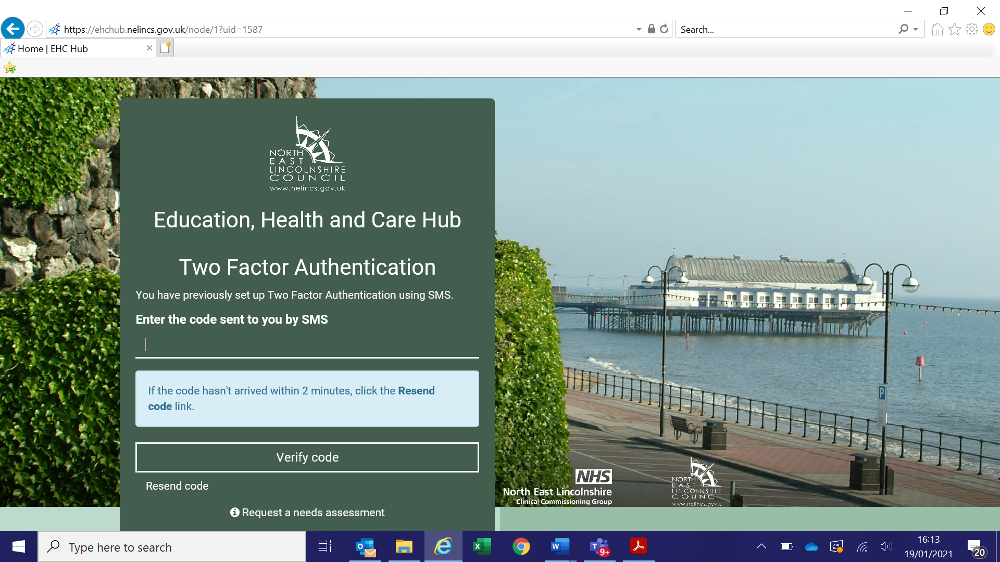 https://ehchub.nelincs.gov.uk/node/1?uid=1587
Search...
Home | EHC Hub
NORTH
EAST
LINCOLNSHIRE
COUNCIL
www.nelincs.gov.uk
Education, Health and Care Hub
Two Factor Authentication
You have previously set up Two Factor Authentication using SMS.
Enter the code sent to you by SMS
If the code hasn't arrived within 2 minutes, click the Resend
code link.
Verify code
Resend code
Request a needs assessment
P
NHS
North East Lincolnshire
Clinical Commissioning Group
NORTH
EAST
LINCOLNSHIR
COUNCI
www.nelincs.gov.u
Type here to search
9+
16:13
19/01/2021
20